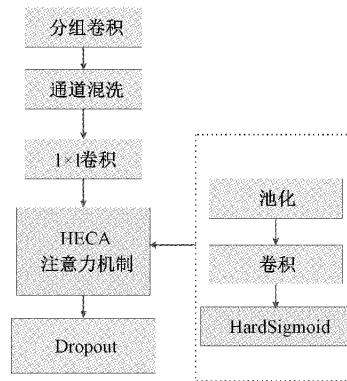 分组卷积
通道混洗
1×1卷积
HECA
注意力机制
Dropout
池化
卷积
HardSigmoid